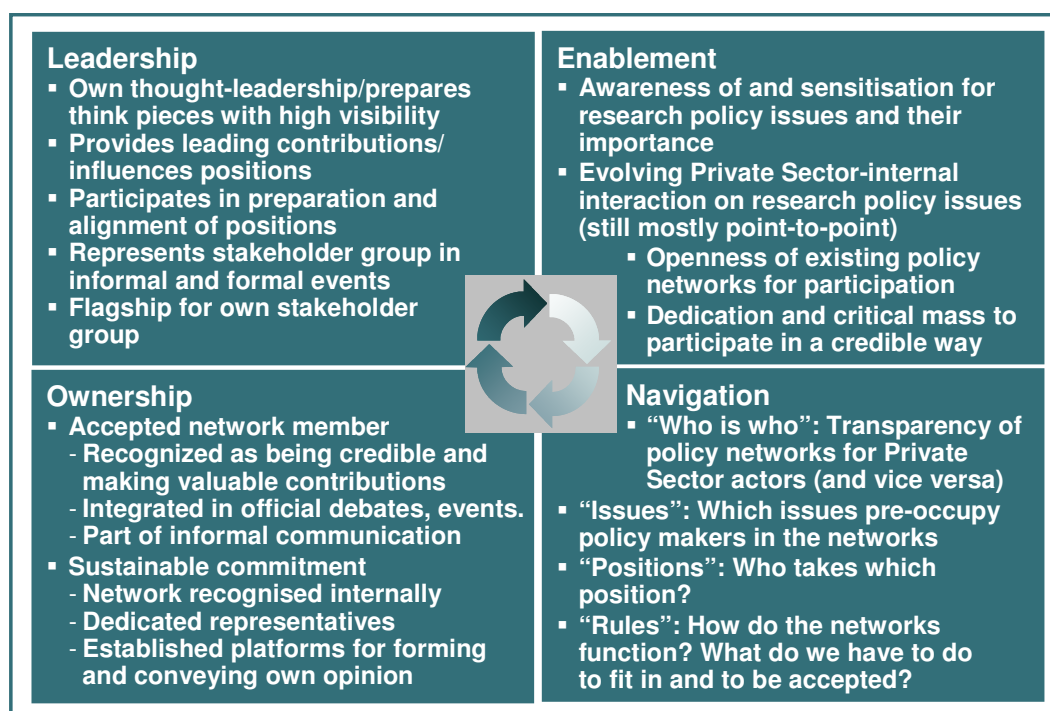 Leadership
▪ Own thought-leadership/prepares
think pieces with high visibility
▪ Provides leading contributions/
influences positions
▪ Participates in preparation and
alignment of positions
▪ Represents stakeholder group in
informal and formal events
▪ Flagship for own stakeholder
group
Enablement
▪ Awareness of and sensitisation for
research policy issues and their
importance
▪ Evolving Private Sector-internal
interaction on research policy issues
(still mostly point-to-point)
▪ Openness of existing policy
networks for participation
▪ Dedication and critical mass to
participate in a credible way
Ownership
▪ Accepted network member
- Recognized as being credible and
making valuable contributions
- Integrated in official debates, events.
- Part of informal communication
▪ Sustainable commitment
- Network recognised internally
- Dedicated representatives
- Established platforms for forming
and conveying own opinion
Navigation
▪ “Who is who”: Transparency of
policy networks for Private
Sector actors (and vice versa)
▪ “Issues”: Which issues pre-occupy
policy makers in the networks
▪ “Positions”: Who takes which
position?
▪ “Rules”: How do the networks
function? What do we have to do
to fit in and to be accepted?